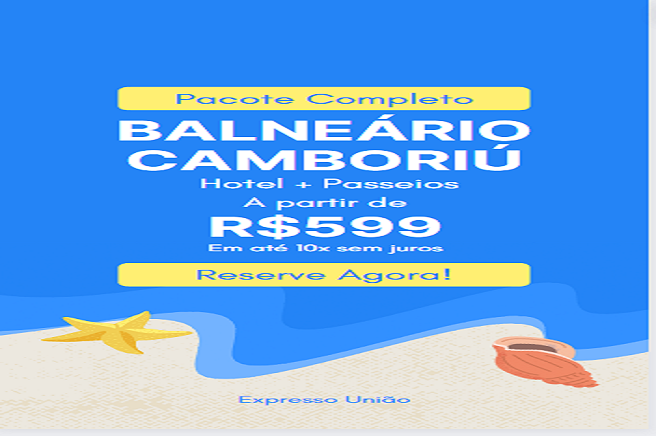 Pacote Completo
BALNEÁRIO
CAMBORIÚ
Hotel + Passeios
A partir de
R$599
Em até 10x sem juros
Reserve Agora!
Expresso União